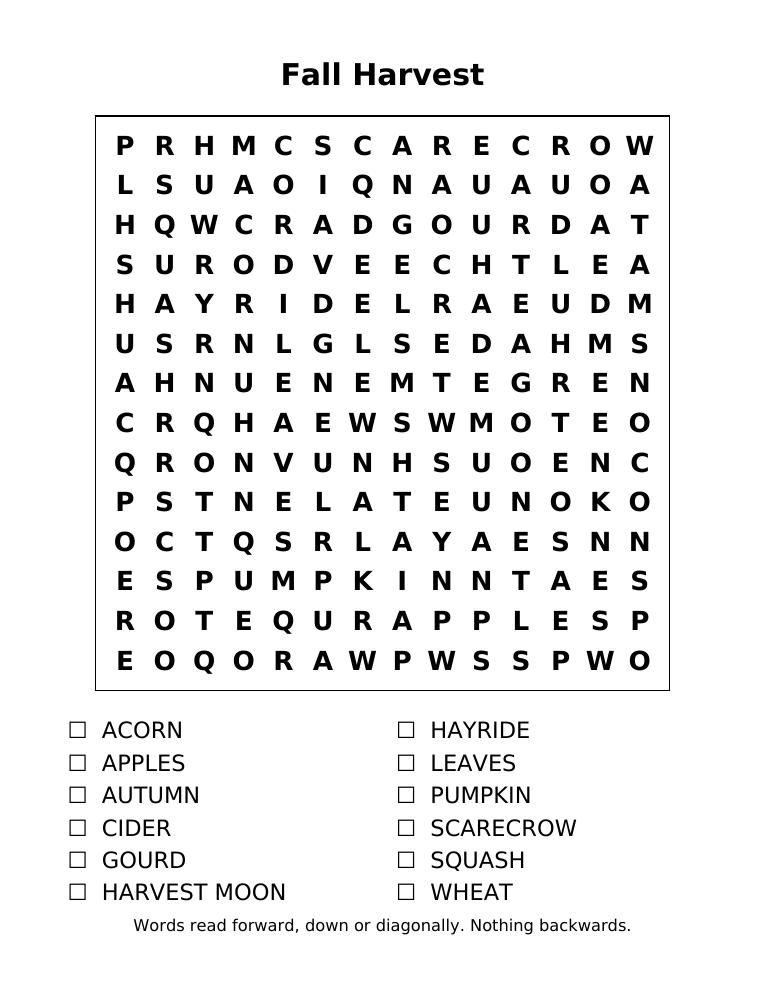 Fall Harvest
P R H M C S C A R E C R O W
L S U A O I Q N A U A U O A
H Q W C R A D G O U R D A T
S U R O D V E E C H T L E A
H A Y R I D E L R A E U D M
U S R N L G L S E D A H M S
A H N U E N E M T E G R E N
C R Q H A E W S W M O T E O
Q R O N V U N H S U O E N C
P S T N E L A T E U N O K O
O C T Q S R L A Y A E S N N
E S P U M P K I N N T A E S
R O T E Q U R A P P L E S P
E O Q O R A W P W S S P W O
☐ ACORN
☐ APPLES
☐ AUTUMN
☐ CIDER
☐ GOURD
☐ HARVEST MOON
☐ HAYRIDE
☐ LEAVES
☐ PUMPKIN
☐ SCARECROW
☐ SQUASH
☐ WHEAT
Words read forward, down or diagonally. Nothing backwards.